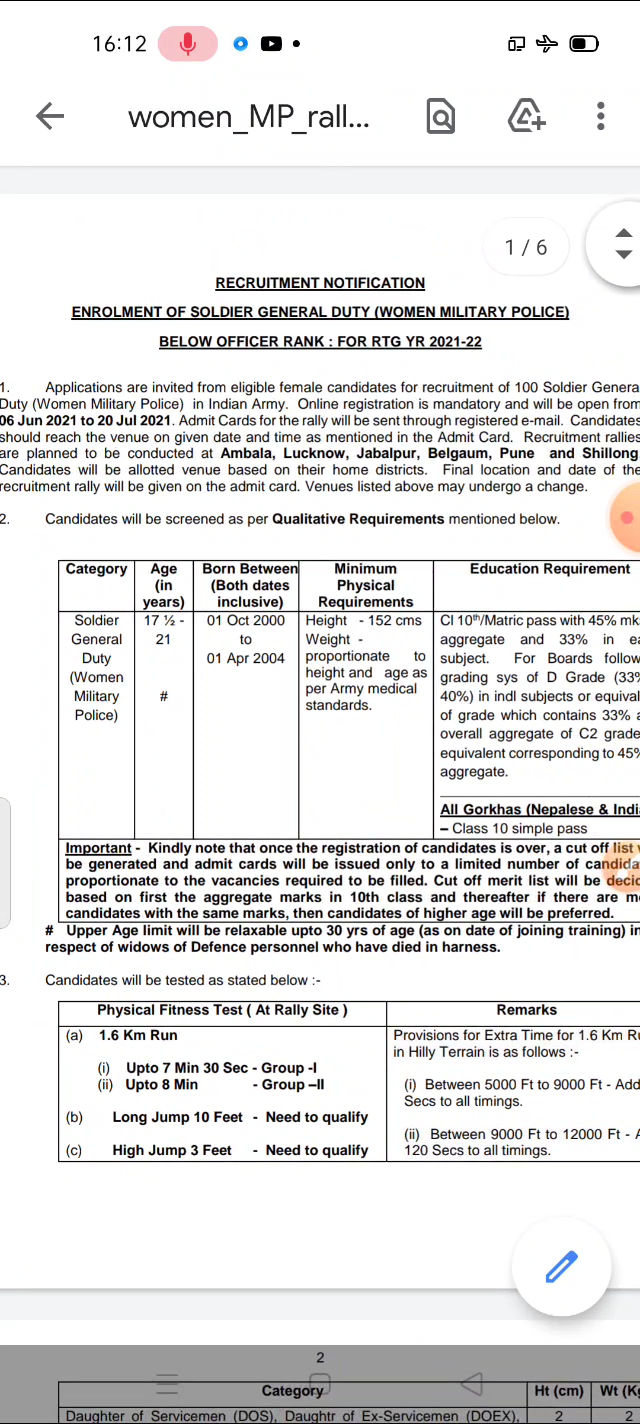 16:12
women_MP_rall...
1 / 6
RECRUITMENT NOTIFICATION
ENROLMENT OF SOLDIER GENERAL DUTY (WOMEN MILITARY POLICE)
BELOW OFFICER RANK : FOR RTG YR 2021-22
1. Applications are invited from eligible female candidates for recruitment of 100 Soldier Genera
Duty (Women Military Police) in Indian Army. Online registration is mandatory and will be open from
06 Jun 2021 to 20 Jul 2021. Admit Cards for the rally will be sent through registered e-mail. Candidates
should reach the venue on given date and time as mentioned in the Admit Card. Recruitment rallies
are planned to be conducted at Ambala, Lucknow, Jabalpur, Belgaum, Pune and Shillong.
Candidates will be allotted venue based on their home districts. Final location and date of the
recruitment rally will be given on the admit card. Venues listed above may undergo a change.
2. Candidates will be screened as per Qualitative Requirements mentioned below.
Category
Age
(in
years)
Born Between
(Both dates
inclusive)
Minimum
Physical
Requirements
Education Requirement
Soldier
General
Duty
(Women
Military
Police)
17 ½ -
21
#
01 Oct 2000
to
01 Apr 2004
Height - 152 cms
Weight -
proportionate to
height and age as
per Army medical
standards.
Cl 10th/Matric pass with 45% mk
aggregate and 33% in ea
subject. For Boards follow
grading sys of D Grade (33%
40%) in indl subjects or equival
of grade which contains 33% a
overall aggregate of C2 grade
equivalent corresponding to 45%
aggregate.
All Gorkhas (Nepalese & Indi
– Class 10 simple pass
Important - Kindly note that once the registration of candidates is over, a cut off list
be generated and admit cards will be issued only to a limited number of candida
proportionate to the vacancies required to be filled. Cut off merit list will be decid
based on first the aggregate marks in 10th class and thereafter if there are m
candidates with the same marks, then candidates of higher age will be preferred.
# Upper Age limit will be relaxable upto 30 yrs of age (as on date of joining training) in
respect of widows of Defence personnel who have died in harness.
3. Candidates will be tested as stated below :-
Physical Fitness Test ( At Rally Site )
Remarks
(a) 1.6 Km Run
(i) Upto 7 Min 30 Sec - Group -I
(ii) Upto 8 Min - Group –II
(b) Long Jump 10 Feet - Need to qualify
(c) High Jump 3 Feet - Need to qualify
Provisions for Extra Time for 1.6 Km R
in Hilly Terrain is as follows :-
(i) Between 5000 Ft to 9000 Ft - Add
Secs to all timings.
(ii) Between 9000 Ft to 12000 Ft - A
120 Secs to all timings.
2
Category
Ht (cm)
Wt (K
Daughter of Servicemen (DOS), Daughtr of Ex-Servicemen (DOEX),
2
2